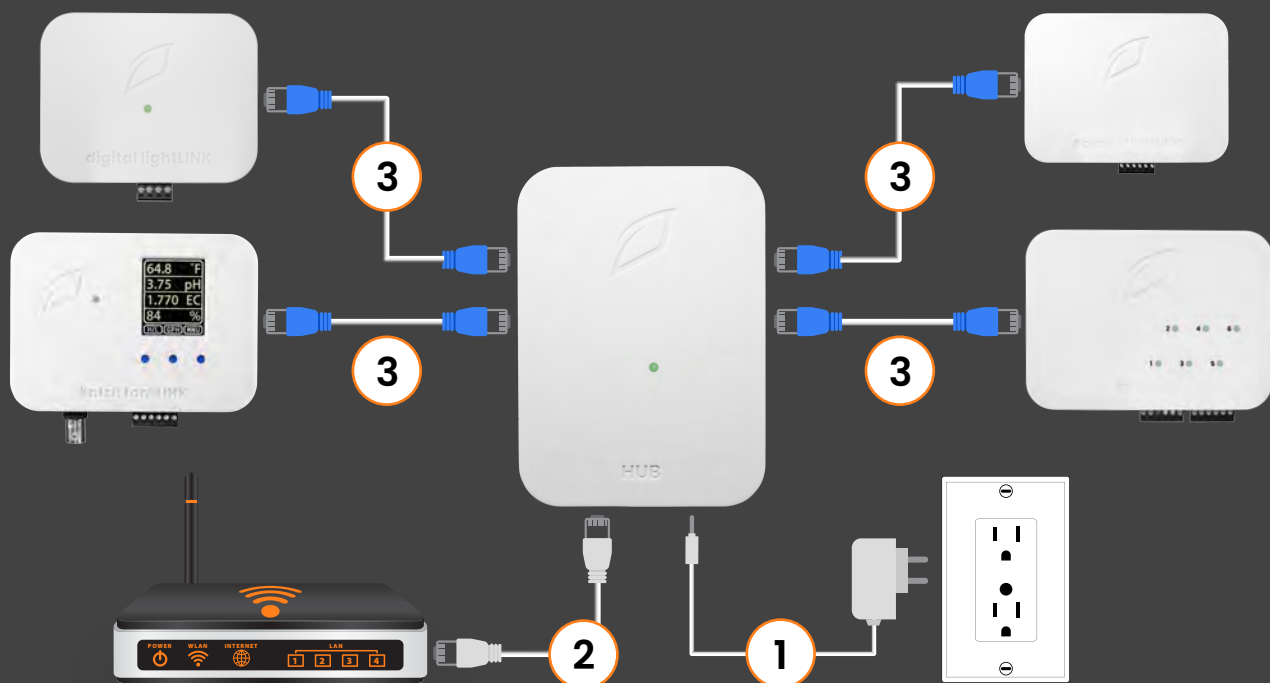 digital lightLINK
3
3
64.8 °F
3.75 pH
1.770 EC
84 %
2 4 6
1 3 5
3
3
HUB
POWER WLAN INTERNET LAN
1 2 3 4
2
1